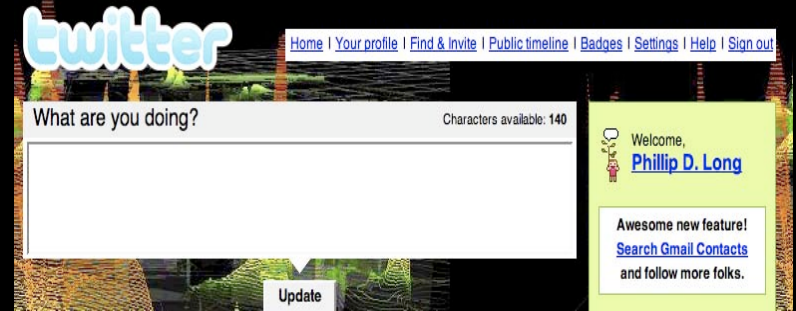 twitter
Home | Your profile | Find & Invite | Public timeline | Badges | Settings | Help | Sign out
What are you doing?
Characters available: 140
Welcome,
Phillip D. Long
Awesome new feature!
Search Gmail Contacts
and follow more folks.
Update